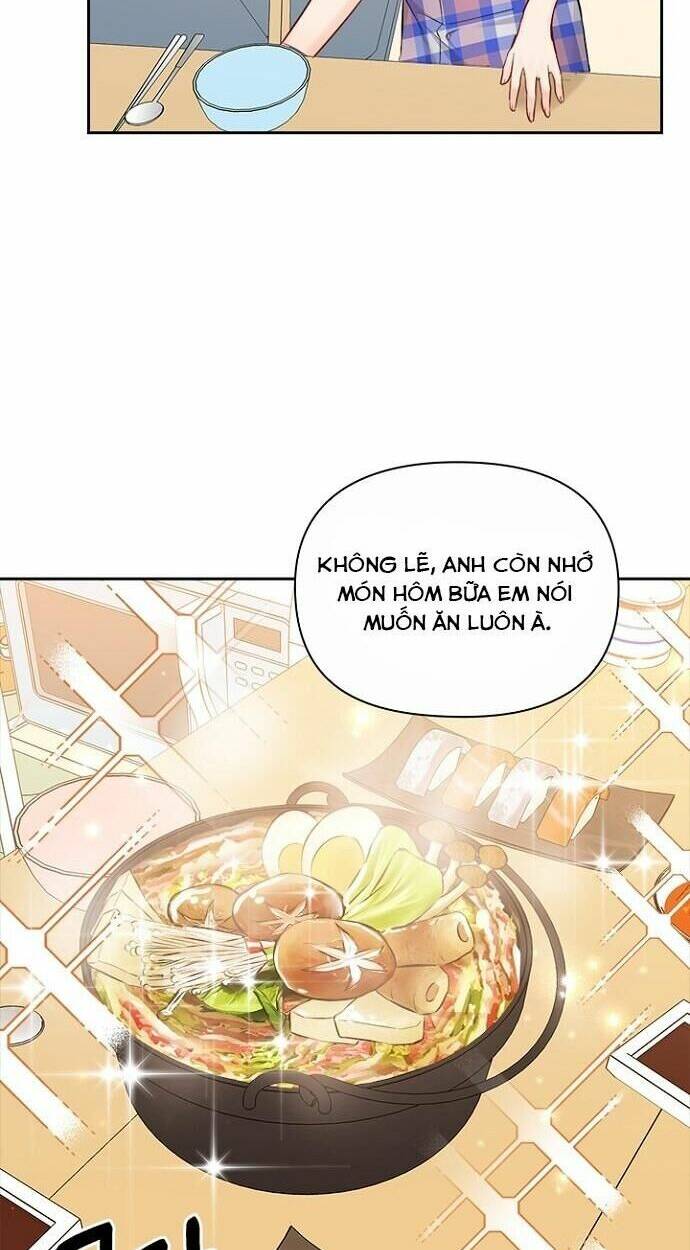 KHÔNG LẼ, ANH CÒN NHỚ
MÓN HÔM BỮA EM NÓI
MUỐN ĂN LUÔN À.